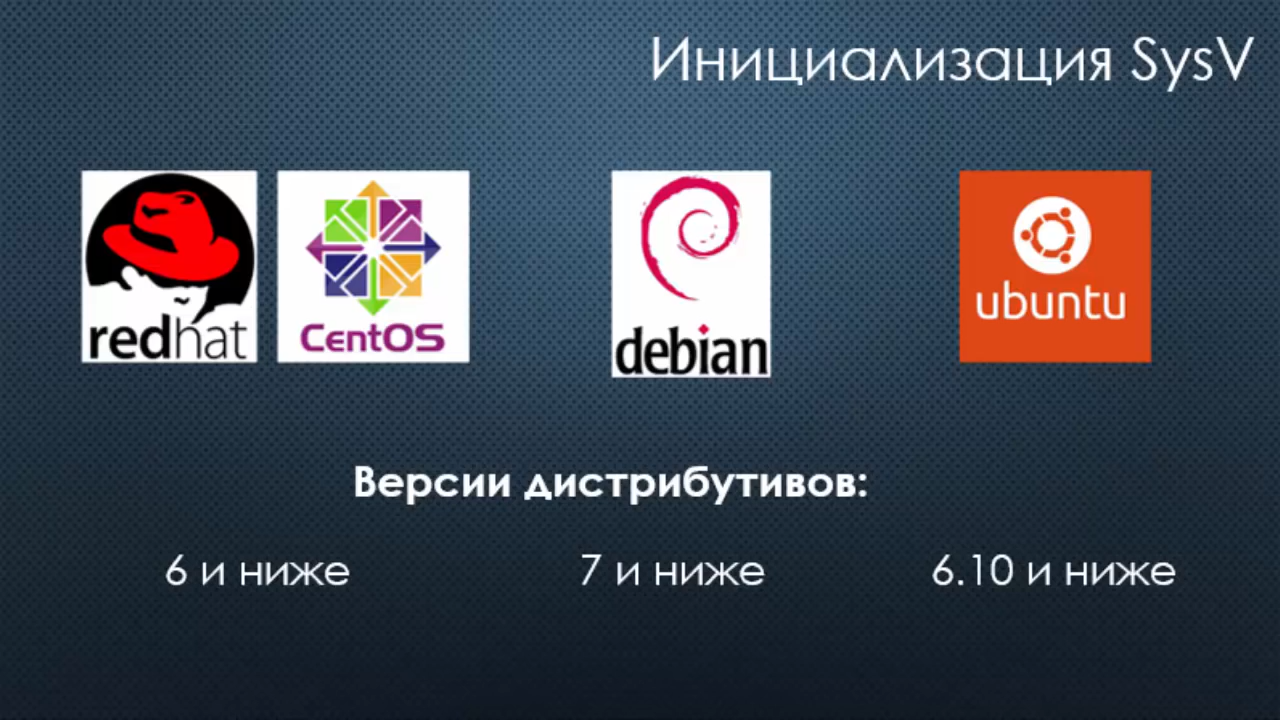 Инициализация SysV
redhat
CentOS
debian
ubuntu
Версии дистрибутивов:
6 и ниже
7 и ниже
6.10 и ниже